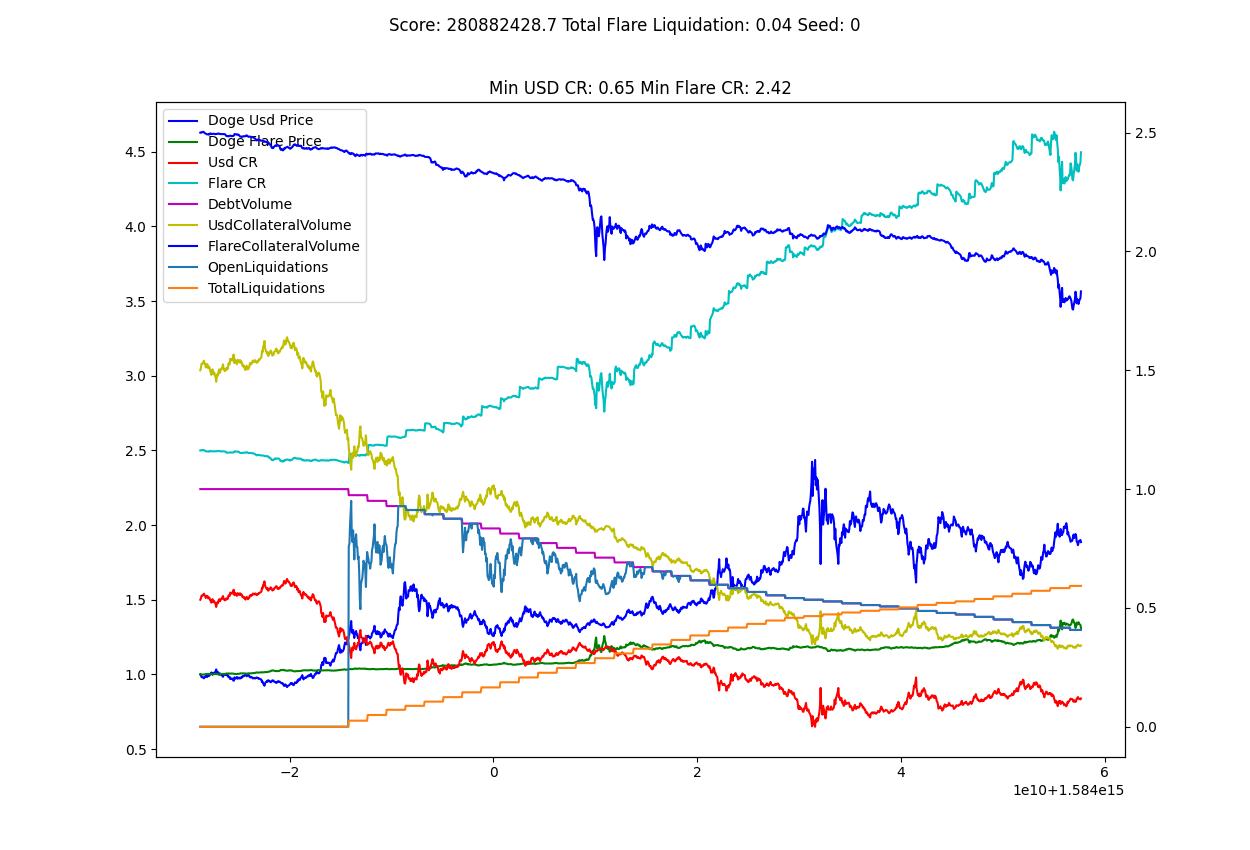 Score: 280882428.7 Total Flare Liquidation: 0.04 Seed: 0
Min USD CR: 0.65 Min Flare CR: 2.42
Doge Usd Price
Doge Flare Price
Usd CR
Flare CR
DebtVolume
UsdCollateralVolume
FlareCollateralVolume
OpenLiquidations
TotalLiquidations
4.5
4.0
3.5
3.0
2.5
2.0
1.5
1.0
0.5
2.5
2.0
1.5
1.0
0.5
0.0
−2
0
2
4
6
1e10+1.584e15